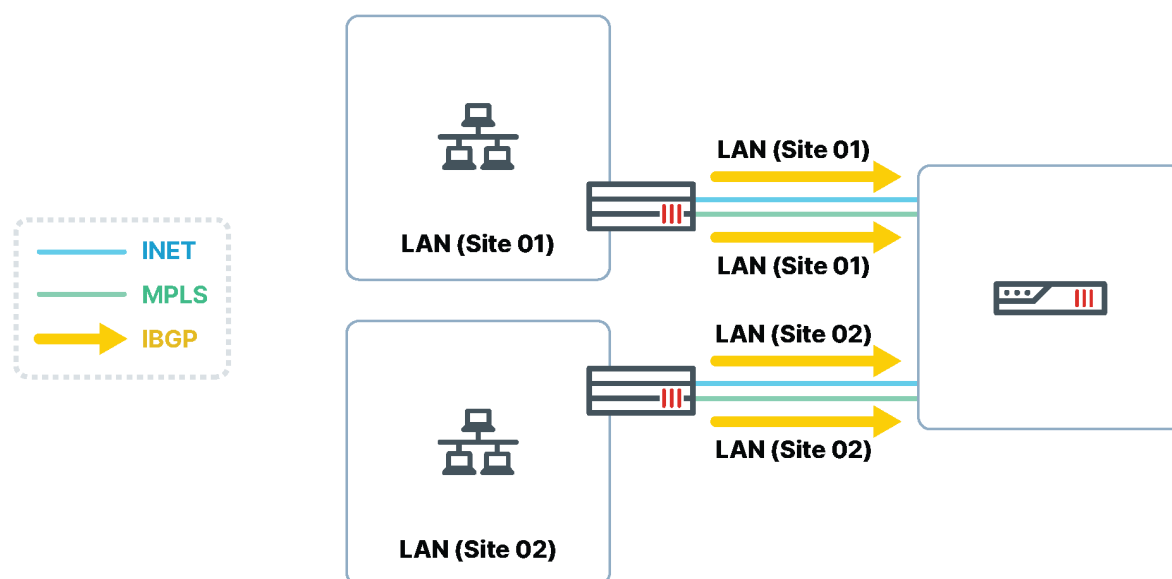 INET
MPLS
IBGP
LAN (Site 01)
LAN (Site 01)
LAN (Site 01)
LAN (Site 02)
LAN (Site 02)
LAN (Site 02)